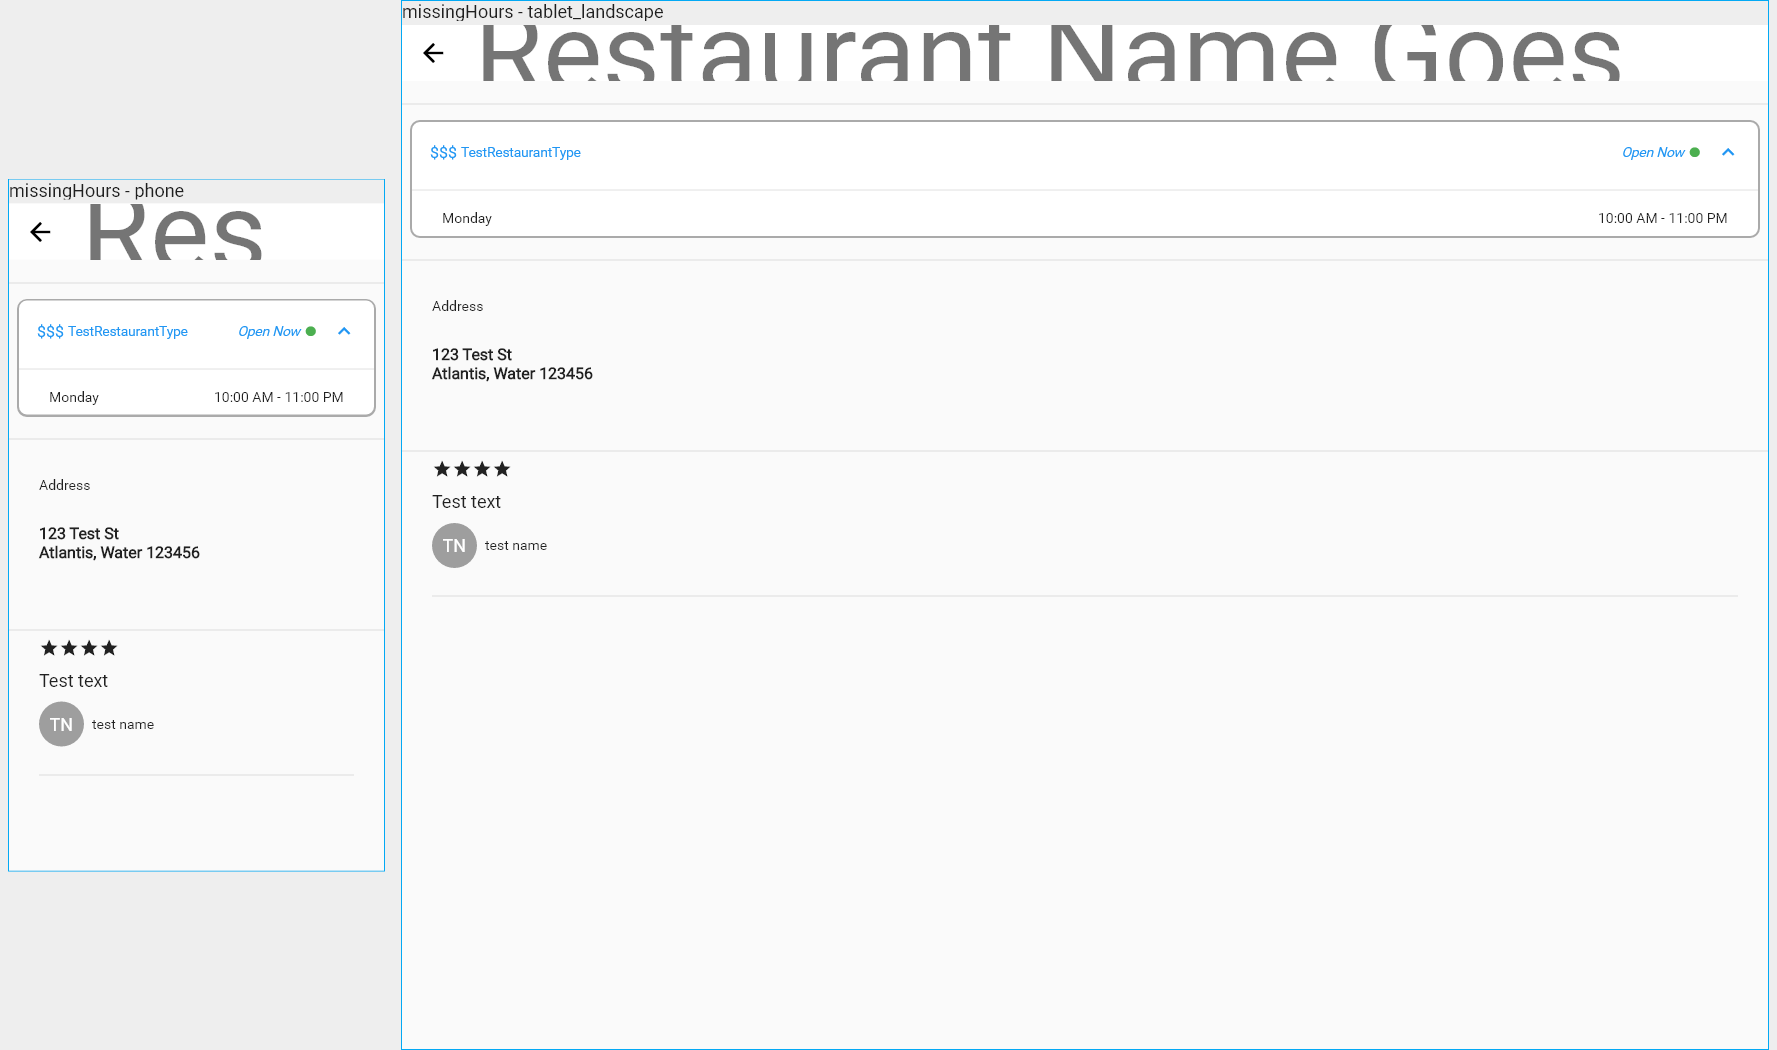 missingHours - phone
Res
$$$ TestRestaurantType Open Now
Monday 10:00 AM - 11:00 PM
Address
123 Test St
Atlantis, Water 123456
Test text
TN test name
missingHours - tablet_landscape
Restaurant Name Goes
$$$ TestRestaurantType Open Now
Monday 10:00 AM - 11:00 PM
Address
123 Test St
Atlantis, Water 123456
Test text
TN test name